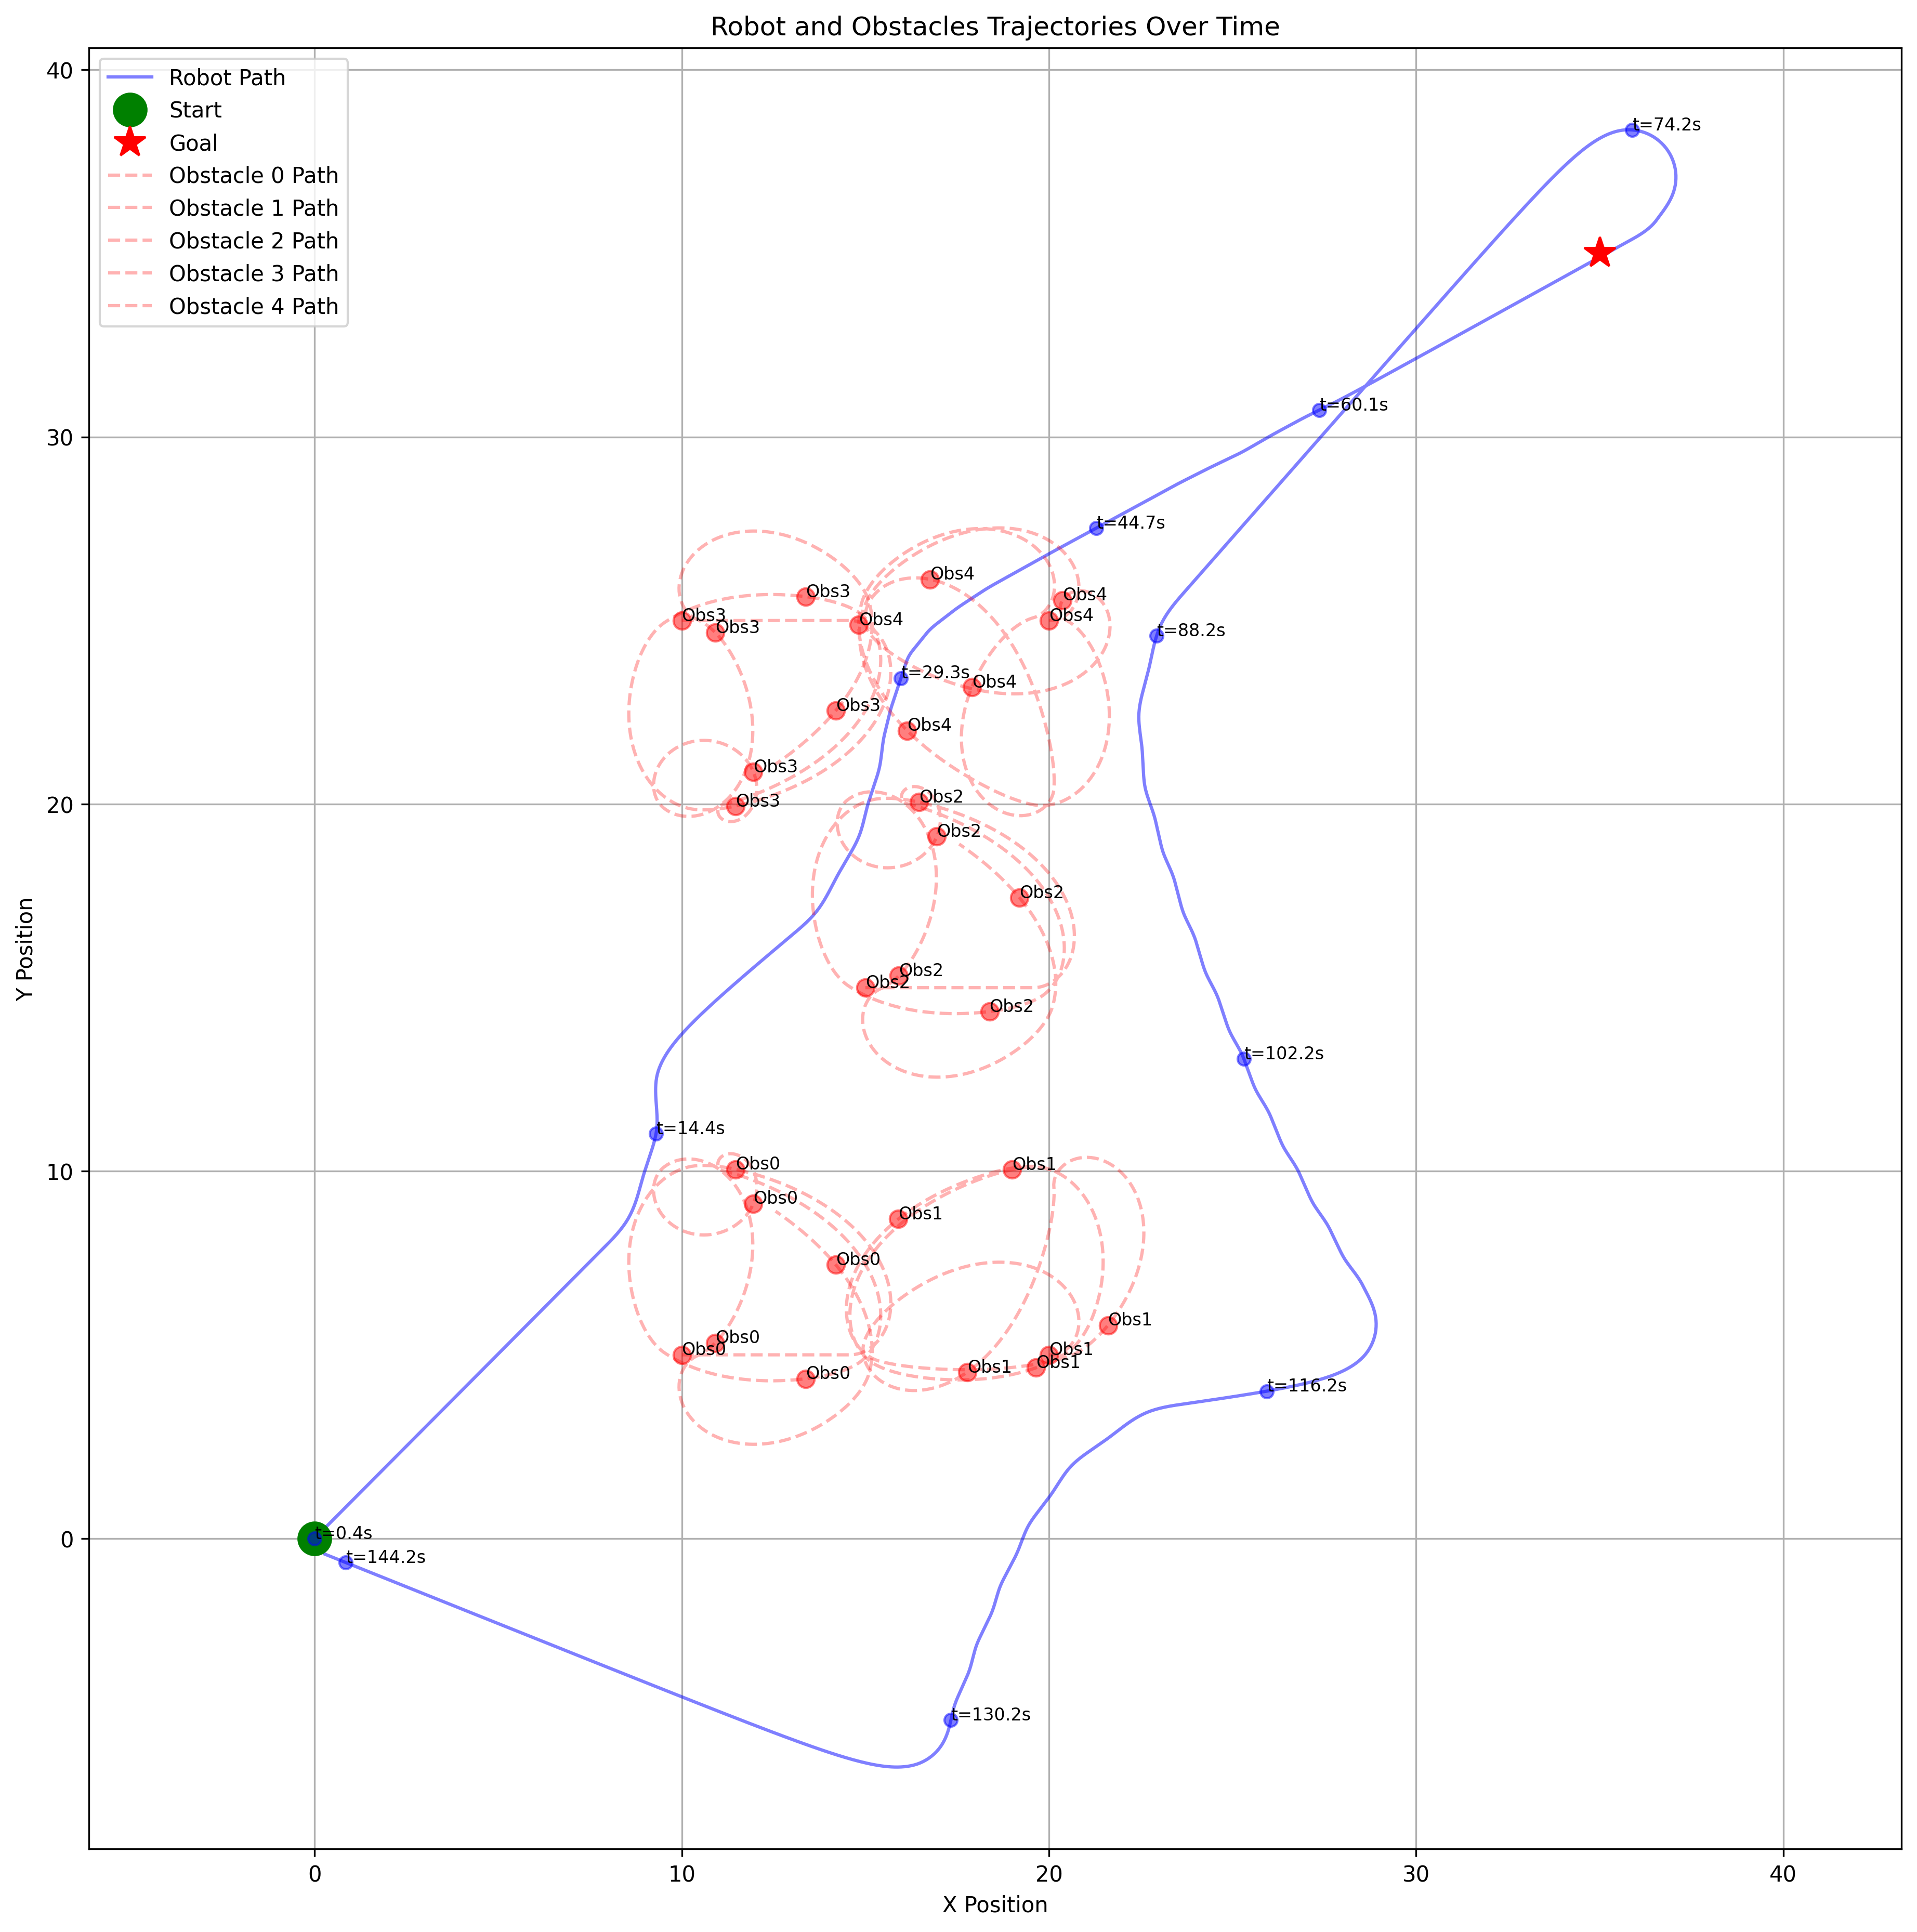 Robot and Obstacles Trajectories Over Time
Robot Path
Start
Goal
Obstacle 0 Path
Obstacle 1 Path
Obstacle 2 Path
Obstacle 3 Path
Obstacle 4 Path
40
30
20
10
0
Y Position
0
10
20
30
40
X Position
t=74.2s
t=60.1s
t=44.7s
Obs3
Obs4
Obs3
Obs4
Obs3
Obs4
Obs4
t=88.2s
t=29.3s
Obs4
Obs3
Obs4
Obs3
Obs3
Obs2
Obs2
Obs2
Obs2
Obs2
Obs2
t=102.2s
t=14.4s
Obs0
Obs1
Obs0
Obs1
Obs0
Obs1
Obs0
Obs0
Obs1
Obs1
Obs1
Obs0
t=116.2s
t=0.4s
t=144.2s
t=130.2s